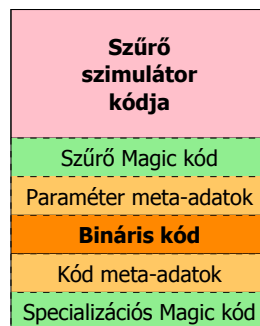 Szűrő
szimulátor
kódja
Szűrő Magic kód
Paraméter meta-adatok
Bináris kód
Kód meta-adatok
Specializációs Magic kód